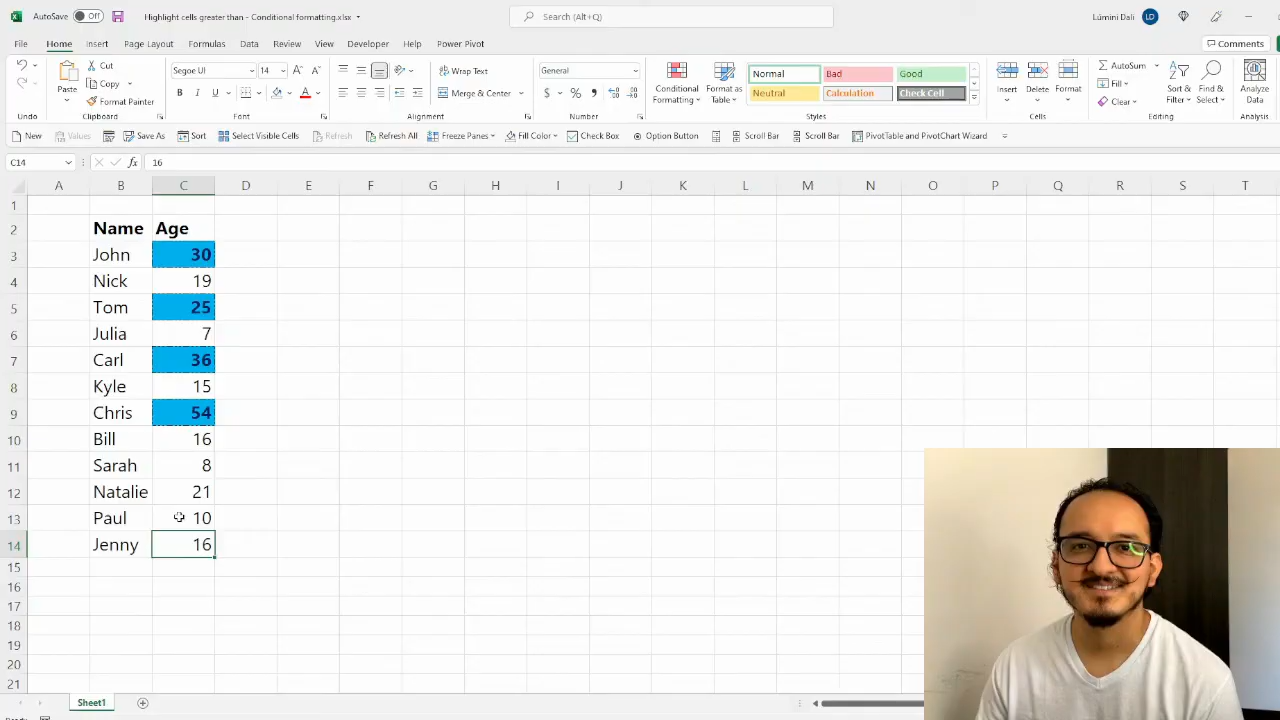 AutoSave Off Highlight cells greater than - Conditional formatting.xlsx Search (Alt+Q) Lúmini Dali LD
File Home Insert Page Layout Formulas Data Review View Developer Help Power Pivot Comments
Paste Cut Copy Format Painter
Segoe UI 14 B I U
Wrap Text Merge & Center
General $ %
Conditional Formatting Format as Table
Normal Bad Good
Neutral Calculation Check Cell
Insert Delete Format
AutoSum Fill Clear Sort & Filter Find & Select Analyze Data
Undo Clipboard Font Alignment Number Styles Cells Editing Analysis
New Values Save As Sort Select Visible Cells Refresh Refresh All Freeze Panes Fill Color Check Box Option Button Scroll Bar Scroll Bar PivotTable and PivotChart Wizard
C14 fx 16
A B C D E F G H I J K L M N O P Q R S T
1
2 Name Age
3 John 30
4 Nick 19
5 Tom 25
6 Julia 7
7 Carl 36
8 Kyle 15
9 Chris 54
10 Bill 16
11 Sarah 8
12 Natalie 21
13 Paul 10
14 Jenny 16
15
16
17
18
19
20
21
Sheet1